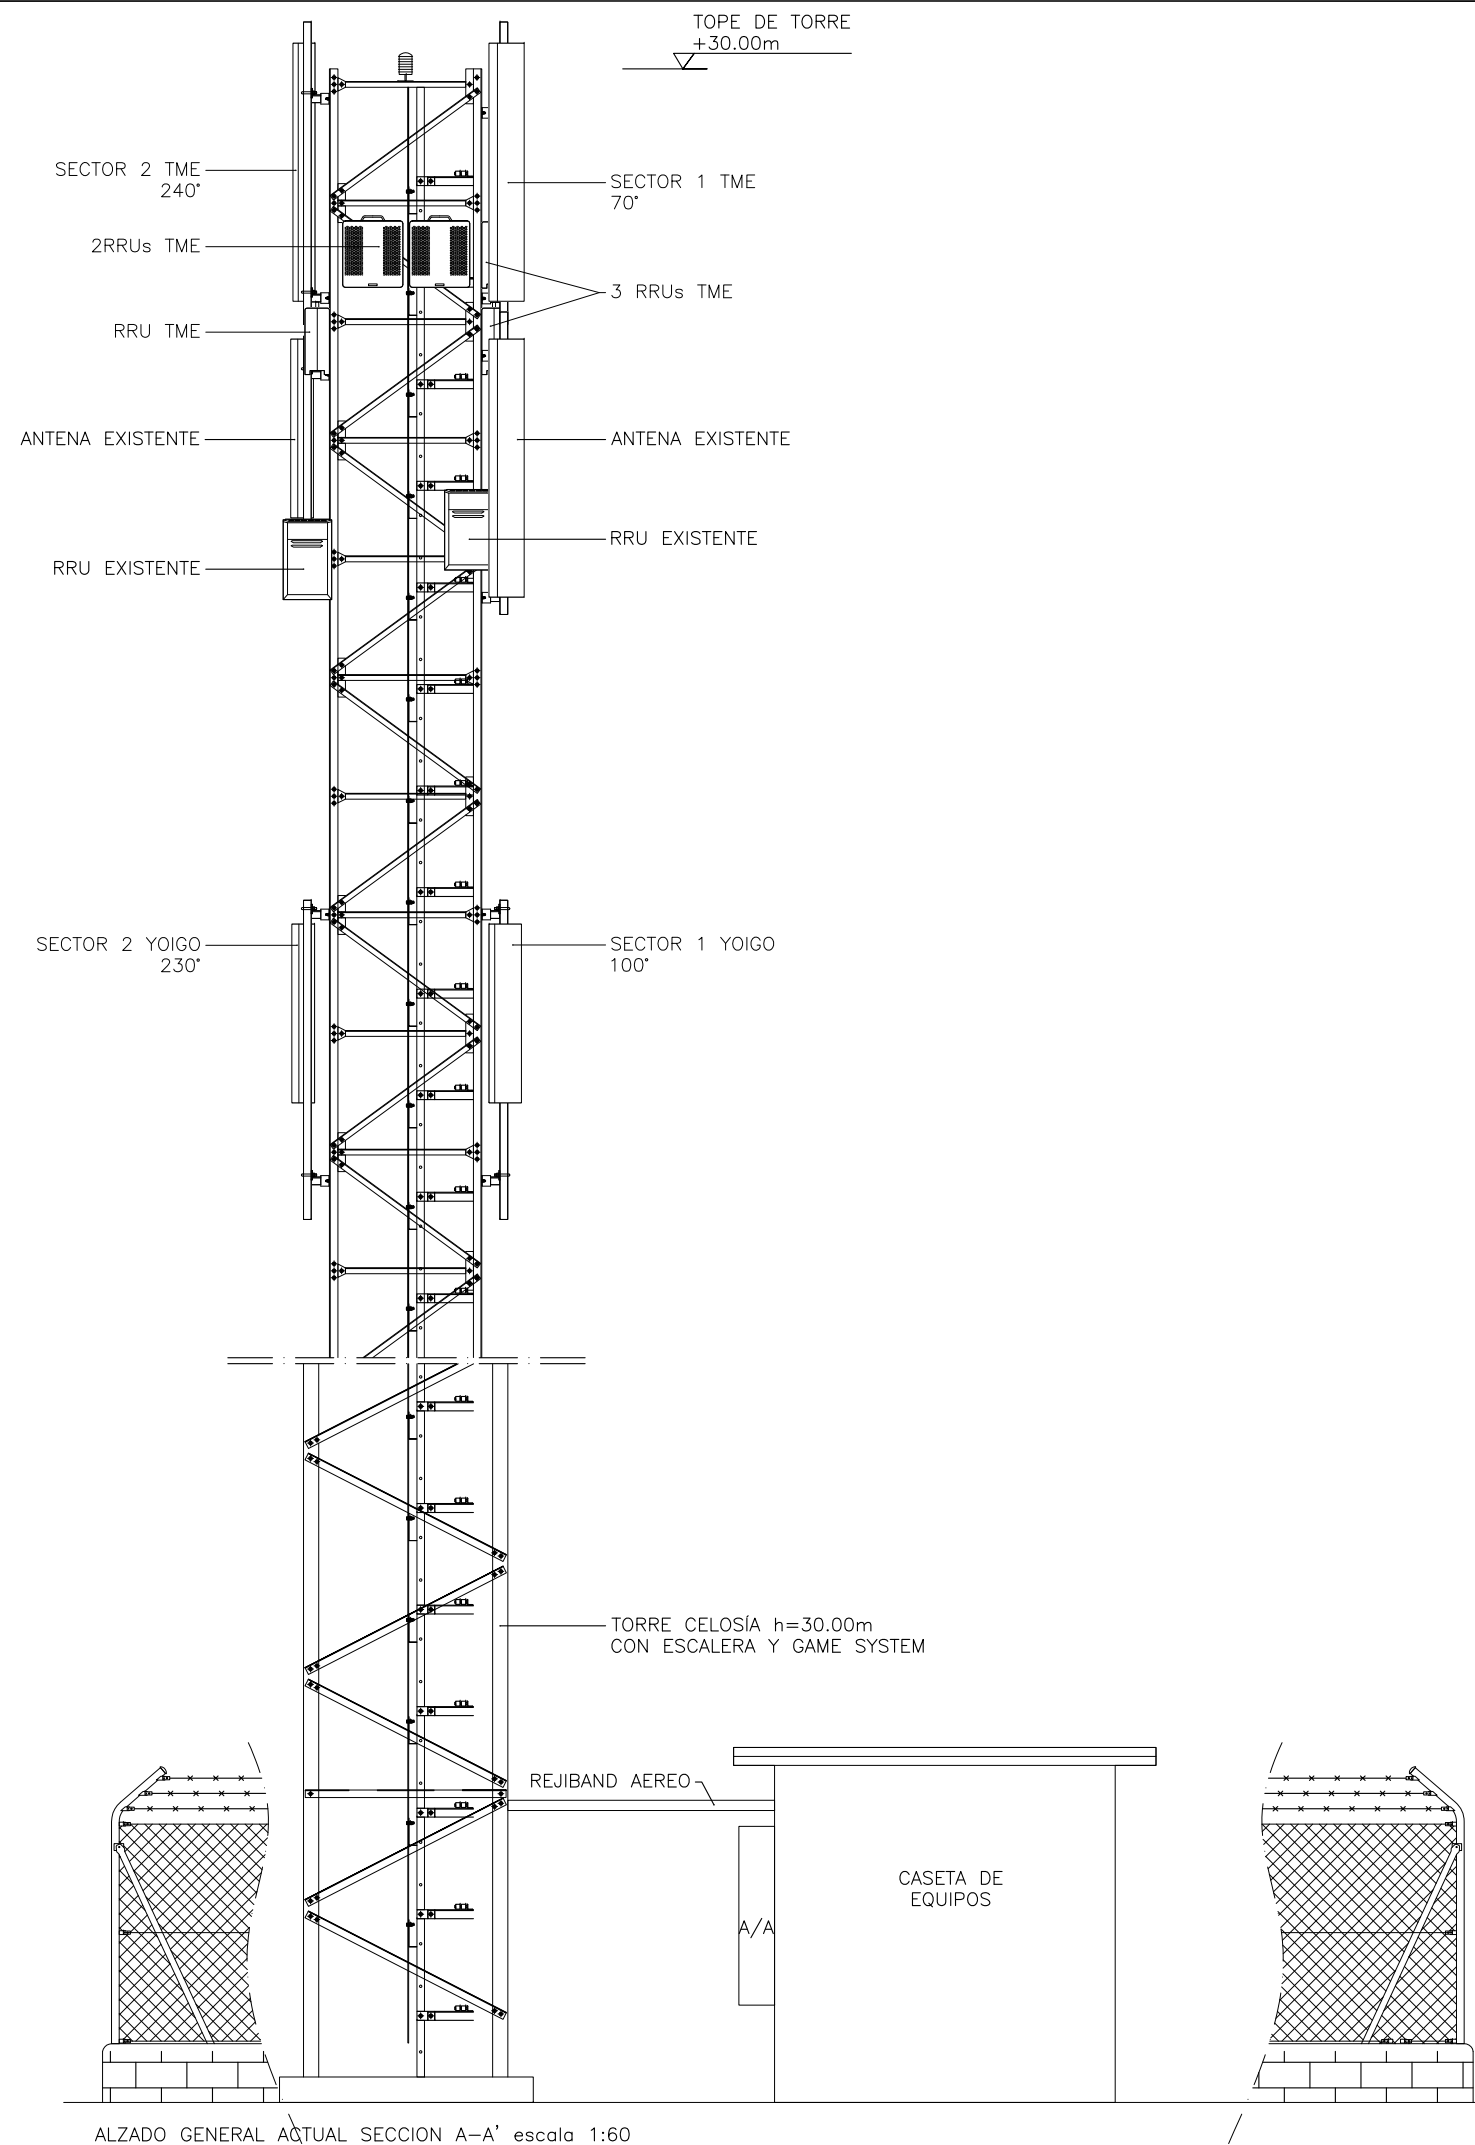 TOPE DE TORRE
+30.00m
SECTOR 2 TME
240°
SECTOR 1 TME
70°
2RRUs TME
3 RRUs TME
RRU TME
ANTENA EXISTENTE
ANTENA EXISTENTE
RRU EXISTENTE
RRU EXISTENTE
SECTOR 2 YOIGO
230°
SECTOR 1 YOIGO
100°
TORRE CELOSÍA h=30.00m
CON ESCALERA Y GAME SYSTEM
REJIBAND AEREO
CASETA DE
EQUIPOS
A/A
ALZADO GENERAL ACTUAL SECCION A-A' escala 1:60